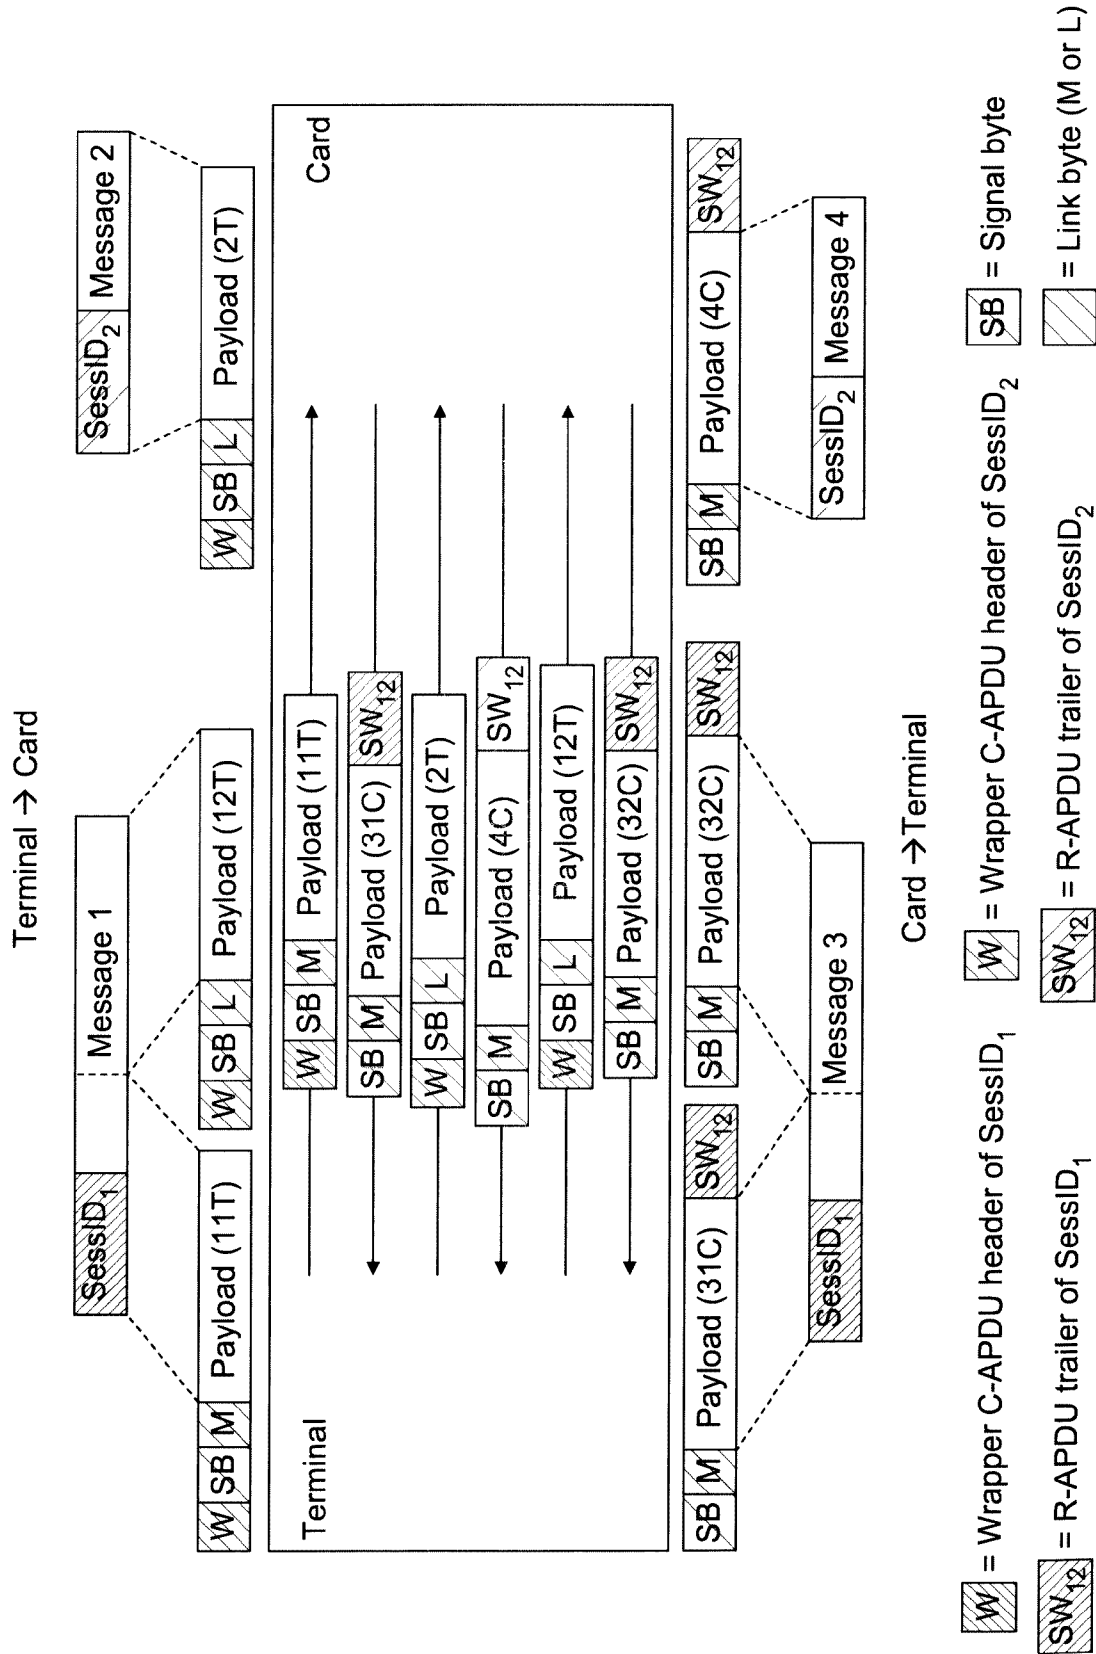 Terminal → Card
SessID1 Message 1
SessID2 Message 2
W SB M Payload (11T)
W SB L Payload (12T)
W SB L Payload (2T)
Terminal
Card
W SB M Payload (11T)
SB M Payload (31C) SW12
W SB L Payload (2T)
SB M Payload (4C) SW12
W SB L Payload (12T)
SB M Payload (32C) SW12
SB M Payload (31C) SW12
SB M Payload (32C) SW12
SB M Payload (4C) SW12
SessID1 Message 3
SessID2 Message 4
Card →Terminal
W = Wrapper C-APDU header of SessID1
W = Wrapper C-APDU header of SessID2
SB = Signal byte
SW12 = R-APDU trailer of SessID1
SW12 = R-APDU trailer of SessID2
= Link byte (M or L)